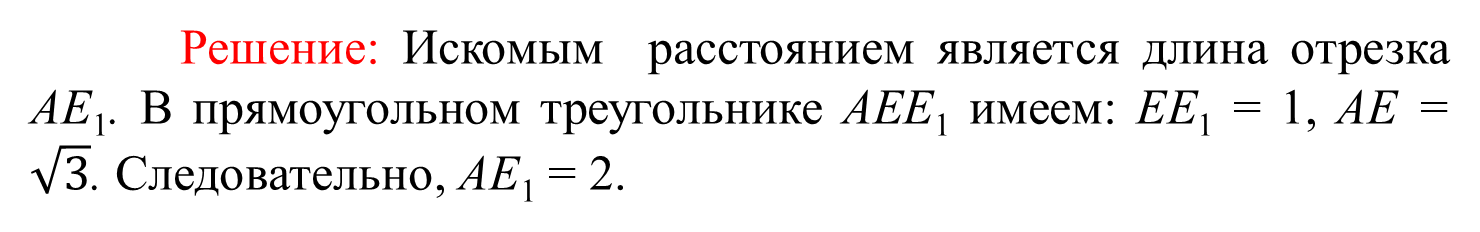 Решение: Искомым расстоянием является длина отрезка
AE₁. В прямоугольном треугольнике AEE₁ имеем: EE₁ = 1, AE =
√3. Следовательно, AE₁ = 2.